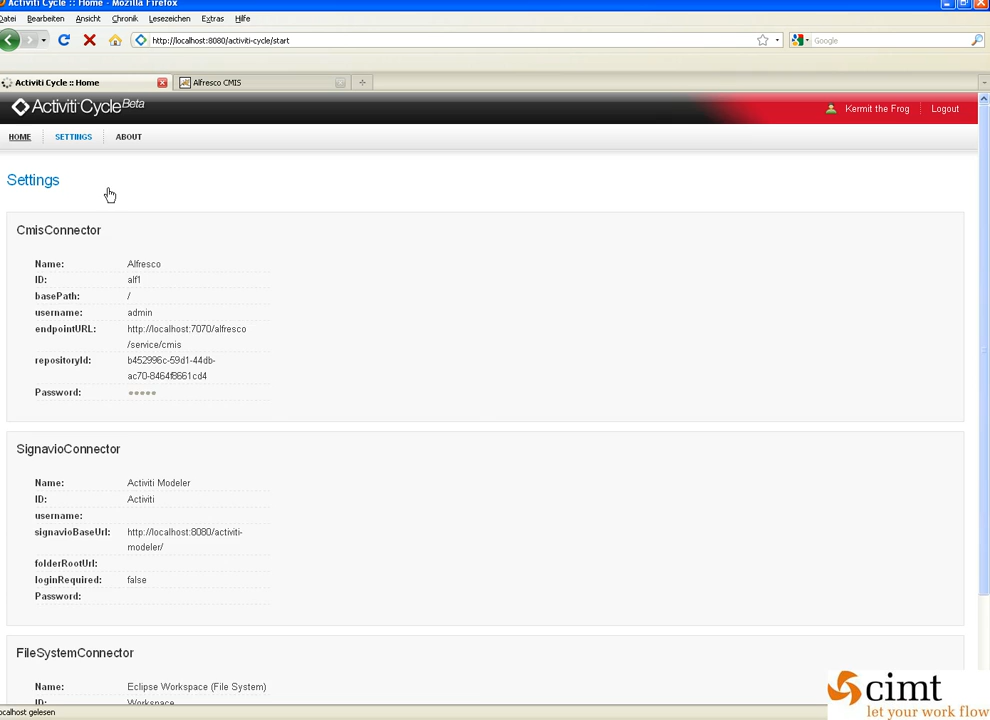 Activiti Cycle :: Home - Mozilla Firefox
Datei Bearbeiten Ansicht Chronik Lesezeichen Extras Hilfe
http://localhost:8080/activiti-cycle/start
Google
Activiti Cycle :: Home
Alfresco CMIS
Activiti Cycle Beta
Kermit the Frog
Logout
HOME SETTINGS ABOUT
Settings
CmisConnector
Name: Alfresco
ID: alf1
basePath: /
username: admin
endpointURL: http://localhost:7070/alfresco
/service/cmis
repositoryId: b452996c-59d1-44db-
ac70-8464f8661cd4
Password: *****
SignavioConnector
Name: Activiti Modeler
ID: Activiti
username:
signavioBaseUrl: http://localhost:8080/activiti-
modeler/
folderRootUrl:
loginRequired: false
Password:
FileSystemConnector
Name: Eclipse Workspace (File System)
ID: Workspace
ocalhost gelesen
cimt
let your work flow